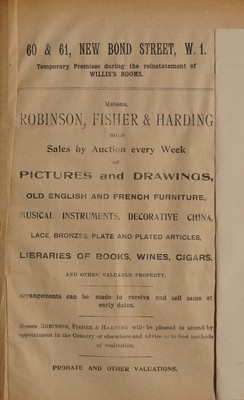 60 & 61, NEW BOND STREET, W. 1.
Temporary Premises during the reinstatement of
WILLIS'S ROOMS.
MESSRS.
ROBINSON, FISHER & HARDING
HOLD
Sales by Auction every Week
OF
PICTURES and DRAWINGS,
OLD ENGLISH AND FRENCH FURNITURE,
MUSICAL INSTRUMENTS, DECORATIVE CHINA,
LACE, BRONZES, PLATE AND PLATED ARTICLES,
LIBRARIES OF BOOKS, WINES, CIGARS,
AND OTHER VALUABLE PROPERTY.
Arrangements can be made to receive and sell same at
early dates.
Messrs. ROBINSON, FISHER & HARDING will be pleased to attend by
appointment in the Country or elsewhere and advise as to best methods
of realisation.
PROBATE AND OTHER VALUATIONS.